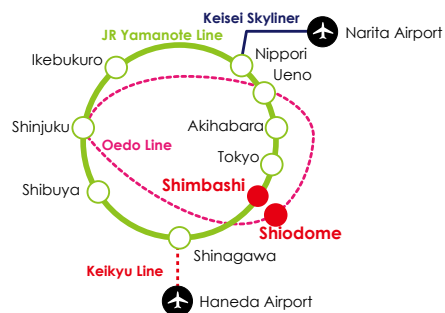 Keisei Skyliner
JR Yamanote Line
Narita Airport
Nippori
Ikebukuro
Ueno
Shinjuku
Akihabara
Oedo Line
Tokyo
Shimbashi
Shibuya
Shiodome
Shinagawa
Keikyu Line
Haneda Airport